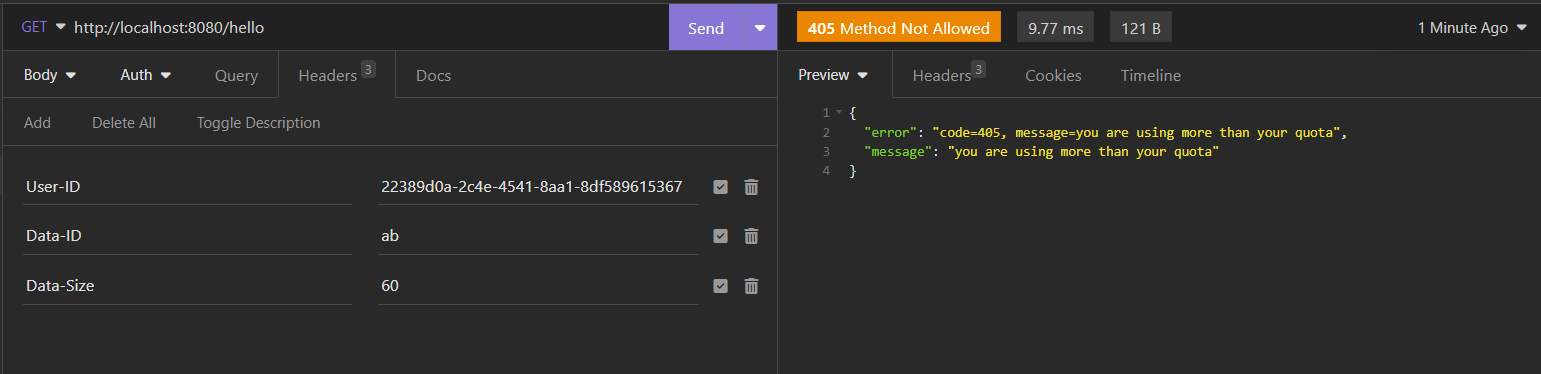 GET http://localhost:8080/hello Send
Body Auth Query Headers 3 Docs
Add Delete All Toggle Description
User-ID 22389d0a-2c4e-4541-8aa1-8df589615367
Data-ID ab
Data-Size 60
405 Method Not Allowed 9.77 ms 121 B 1 Minute Ago
Preview Headers 3 Cookies Timeline
1 {
2 "error": "code=405, message=you are using more than your quota",
3 "message": "you are using more than your quota"
4 }